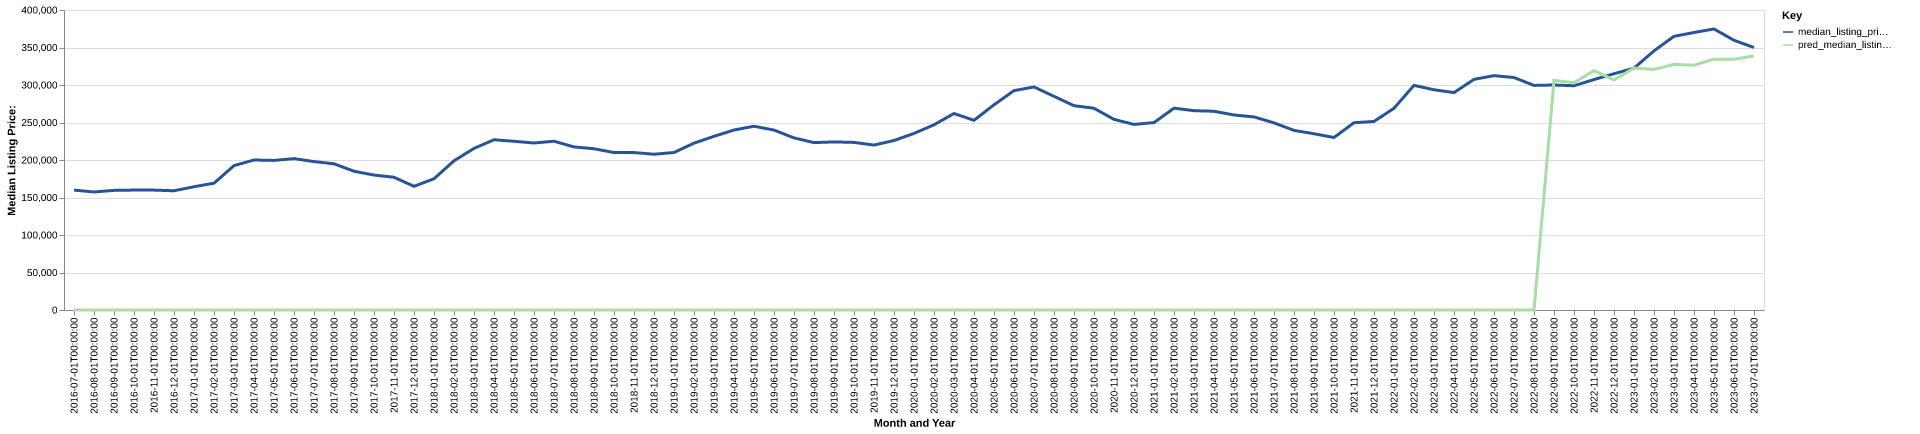 400,000
350,000
300,000
250,000
200,000
150,000
100,000
50,000
0
Median Listing Price:
2016-07-01T00:00:00
2016-08-01T00:00:00
2016-09-01T00:00:00
2016-10-01T00:00:00
2016-11-01T00:00:00
2016-12-01T00:00:00
2017-01-01T00:00:00
2017-02-01T00:00:00
2017-03-01T00:00:00
2017-04-01T00:00:00
2017-05-01T00:00:00
2017-06-01T00:00:00
2017-07-01T00:00:00
2017-08-01T00:00:00
2017-09-01T00:00:00
2017-10-01T00:00:00
2017-11-01T00:00:00
2017-12-01T00:00:00
2018-01-01T00:00:00
2018-02-01T00:00:00
2018-03-01T00:00:00
2018-04-01T00:00:00
2018-05-01T00:00:00
2018-06-01T00:00:00
2018-07-01T00:00:00
2018-08-01T00:00:00
2018-09-01T00:00:00
2018-10-01T00:00:00
2018-11-01T00:00:00
2018-12-01T00:00:00
2019-01-01T00:00:00
2019-02-01T00:00:00
2019-03-01T00:00:00
2019-04-01T00:00:00
2019-05-01T00:00:00
2019-06-01T00:00:00
2019-07-01T00:00:00
2019-08-01T00:00:00
2019-09-01T00:00:00
2019-10-01T00:00:00
2019-11-01T00:00:00
2019-12-01T00:00:00
2020-01-01T00:00:00
2020-02-01T00:00:00
2020-03-01T00:00:00
2020-04-01T00:00:00
2020-05-01T00:00:00
2020-06-01T00:00:00
2020-07-01T00:00:00
2020-08-01T00:00:00
2020-09-01T00:00:00
2020-10-01T00:00:00
2020-11-01T00:00:00
2020-12-01T00:00:00
2021-01-01T00:00:00
2021-02-01T00:00:00
2021-03-01T00:00:00
2021-04-01T00:00:00
2021-05-01T00:00:00
2021-06-01T00:00:00
2021-07-01T00:00:00
2021-08-01T00:00:00
2021-09-01T00:00:00
2021-10-01T00:00:00
2021-11-01T00:00:00
2021-12-01T00:00:00
2022-01-01T00:00:00
2022-02-01T00:00:00
2022-03-01T00:00:00
2022-04-01T00:00:00
2022-05-01T00:00:00
2022-06-01T00:00:00
2022-07-01T00:00:00
2022-08-01T00:00:00
2022-09-01T00:00:00
2022-10-01T00:00:00
2022-11-01T00:00:00
2022-12-01T00:00:00
2023-01-01T00:00:00
2023-02-01T00:00:00
2023-03-01T00:00:00
2023-04-01T00:00:00
2023-05-01T00:00:00
2023-06-01T00:00:00
2023-07-01T00:00:00
Month and Year
Key
median_listing_pri…
pred_median_listin…